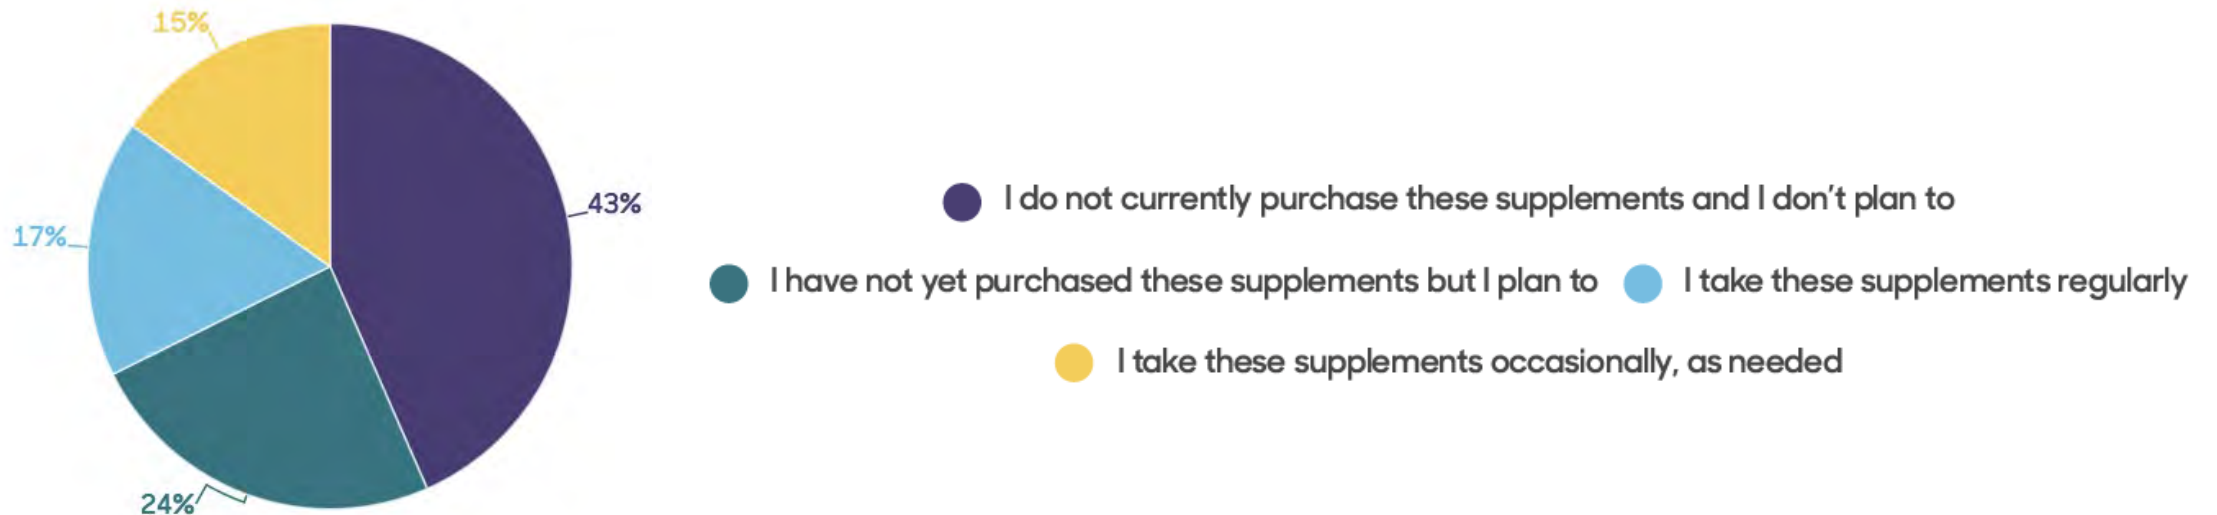 15%
43%
17%
24%
I do not currently purchase these supplements and I don't plan to
I have not yet purchased these supplements but I plan to
I take these supplements regularly
I take these supplements occasionally, as needed